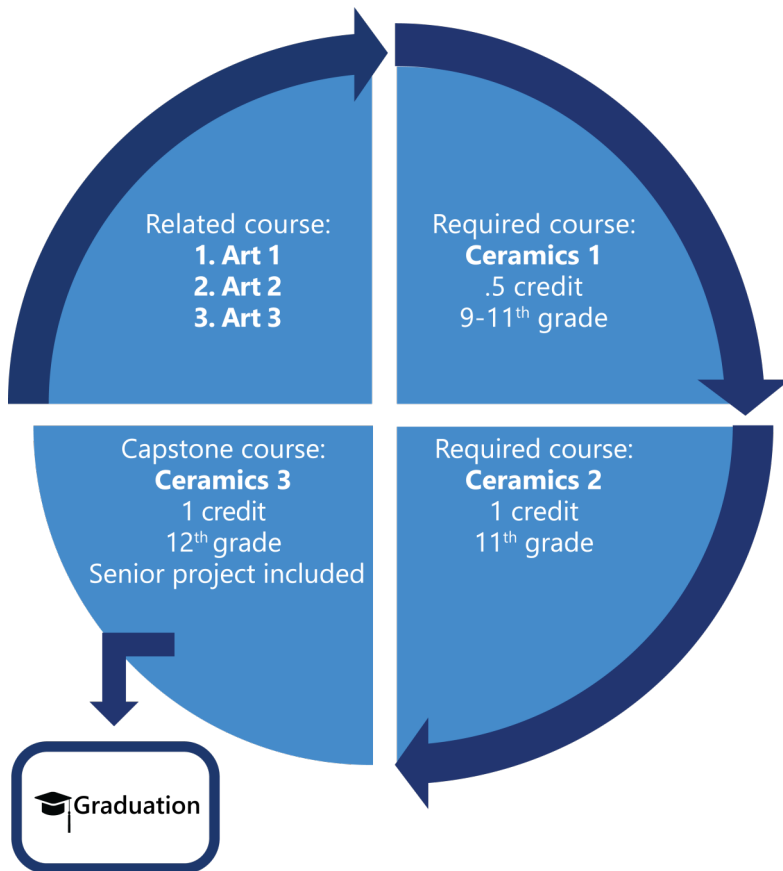 Related course:
1. Art 1
2. Art 2
3. Art 3
Required course:
Ceramics 1
.5 credit
9-11th grade
Required course:
Ceramics 2
1 credit
11th grade
Capstone course:
Ceramics 3
1 credit
12th grade
Senior project included
Graduation